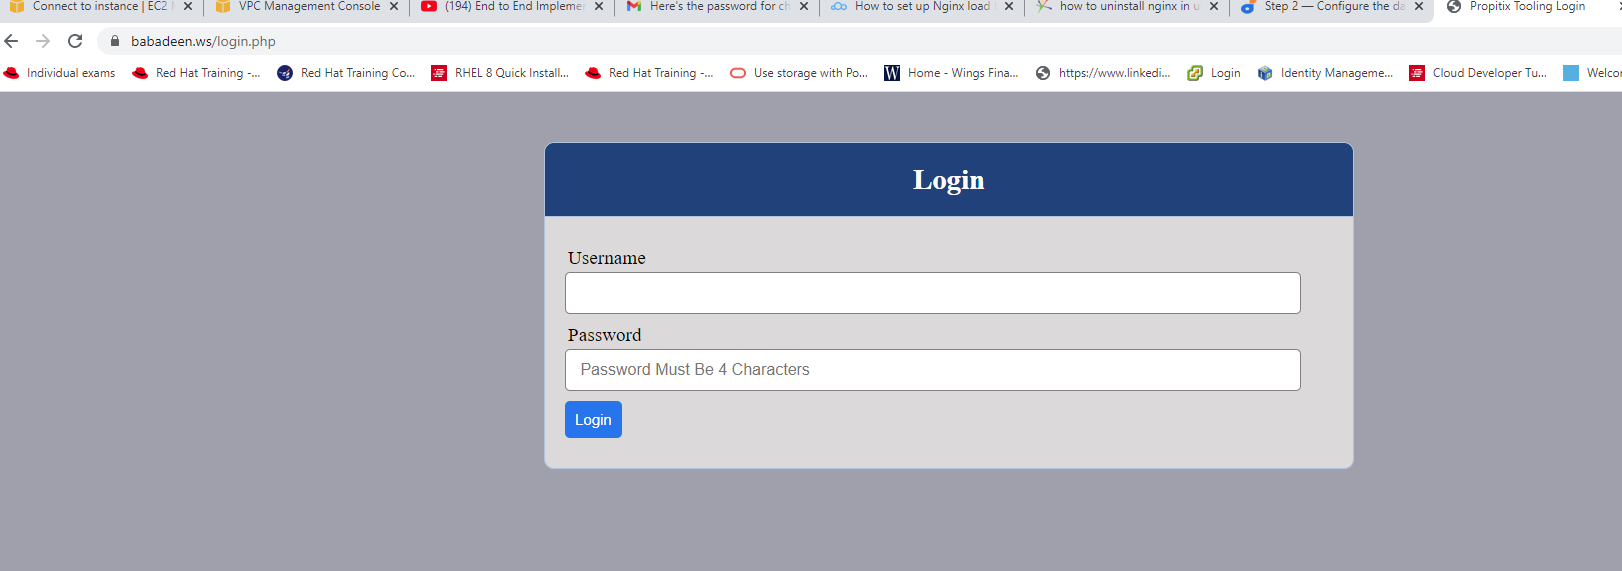 Connect to instance | EC2 VPC Management Console (194) End to End Implemen Here's the password for ch How to set up Nginx load how to uninstall nginx in u Step 2 — Configure the da Propitix Tooling Login
babadeen.ws/login.php
Individual exams Red Hat Training -... Red Hat Training Co... RHEL 8 Quick Install... Red Hat Training -... Use storage with Po... W Home - Wings Fina... https://www.linkedi... Login Identity Manageme... Cloud Developer Tu... Welco
Login
Username
Password
Password Must Be 4 Characters
Login